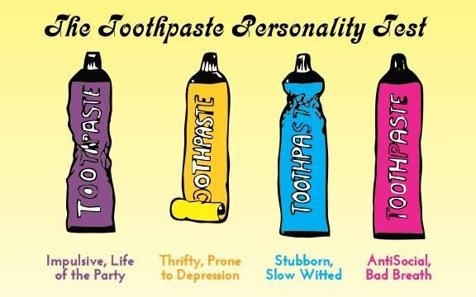 The Toothpaste Personality Test
TOOTHPASTE
OOTHPASTE
TOOTHPASTE
TOOTHPASTE
Impulsive, Life
of the Party
Thrifty, Prone
to Depression
Stubborn,
Slow Witted
AntiSocial,
Bad Breath